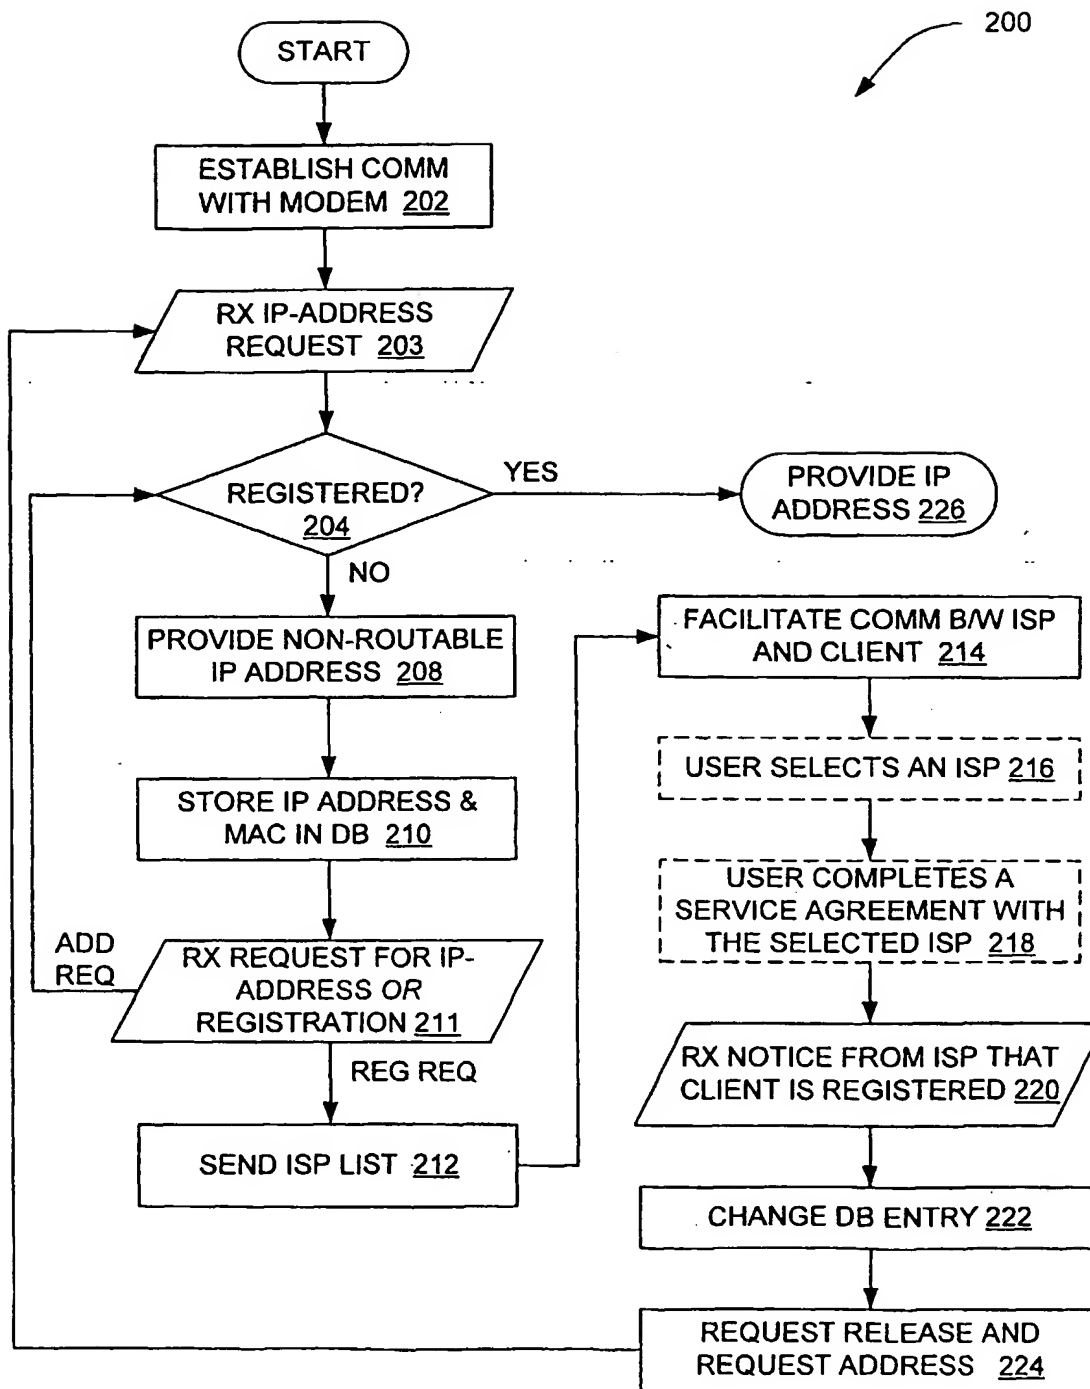 200
START
ESTABLISH COMM
WITH MODEM 202
RX IP-ADDRESS
REQUEST 203
REGISTERED?
204
YES
PROVIDE IP
ADDRESS 226
NO
PROVIDE NON-ROUTABLE
IP ADDRESS 208
STORE IP ADDRESS &
MAC IN DB 210
ADD
REQ
RX REQUEST FOR IP-
ADDRESS OR
REGISTRATION 211
REG REQ
SEND ISP LIST 212
FACILITATE COMM B/W ISP
AND CLIENT 214
USER SELECTS AN ISP 216
USER COMPLETES A
SERVICE AGREEMENT WITH
THE SELECTED ISP 218
RX NOTICE FROM ISP THAT
CLIENT IS REGISTERED 220
CHANGE DB ENTRY 222
REQUEST RELEASE AND
REQUEST ADDRESS 224